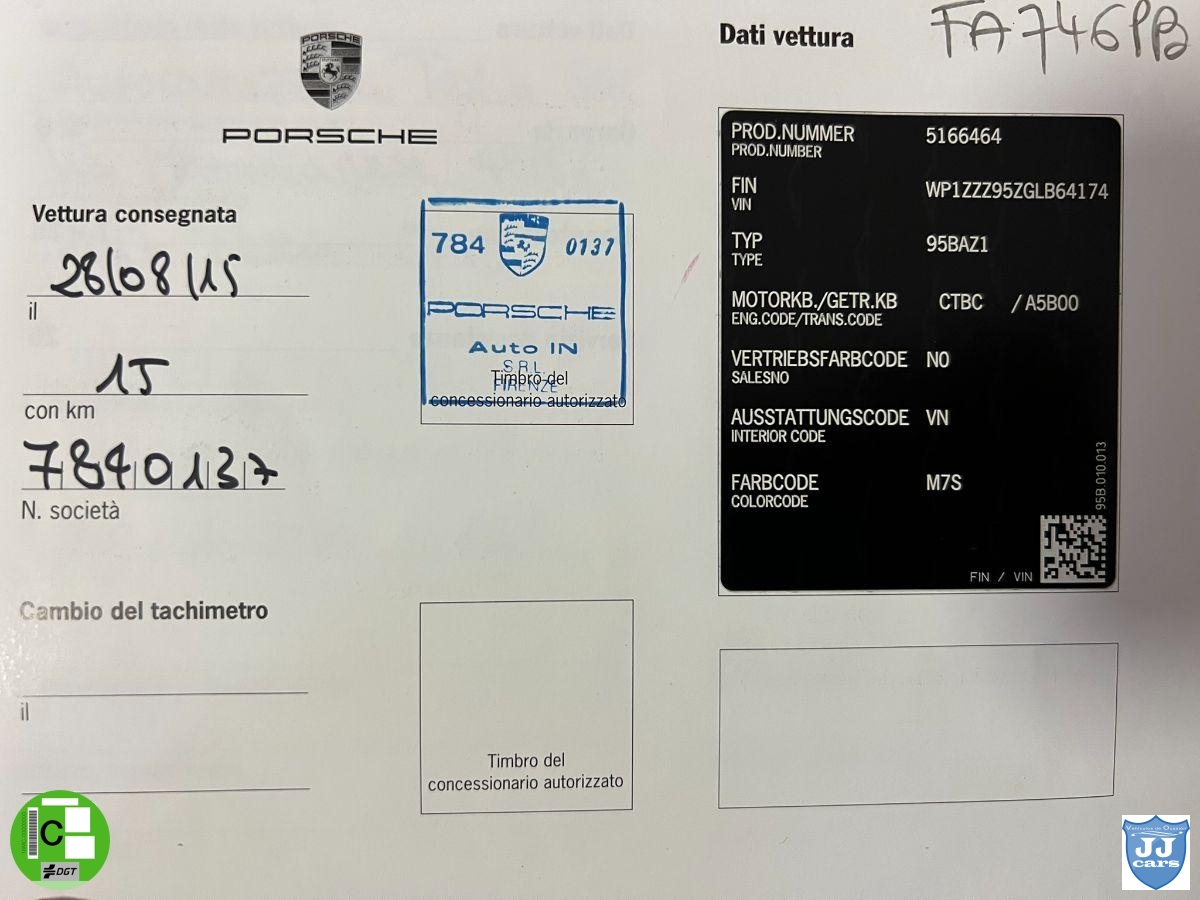 PORSCHE
PORSCHE
Vettura consegnata
28/08/15
il
15
con km
7840137
N. società
784 0137
PORSCHE
Auto IN
S.R.L.
FIRENZE
Timbro del
concessionario autorizzato
Cambio del tachimetro
il
Timbro del
concessionario autorizzato
Dati vettura
FA746PB
PROD.NUMMER 5166464
PROD.NUMBER
FIN WP1ZZZ95ZGLB64174
VIN
TYP 95BAZ1
TYPE
MOTORKB./GETR.KB CTBC /A5B00
ENG.CODE/TRANS.CODE
VERTRIEBSFARBCODE N0
SALESNO
AUSSTATTUNGSCODE VN
INTERIOR CODE
FARBCODE M7S
COLORCODE
95B.010.013
FIN / VIN
C
DGT
JJ
cars